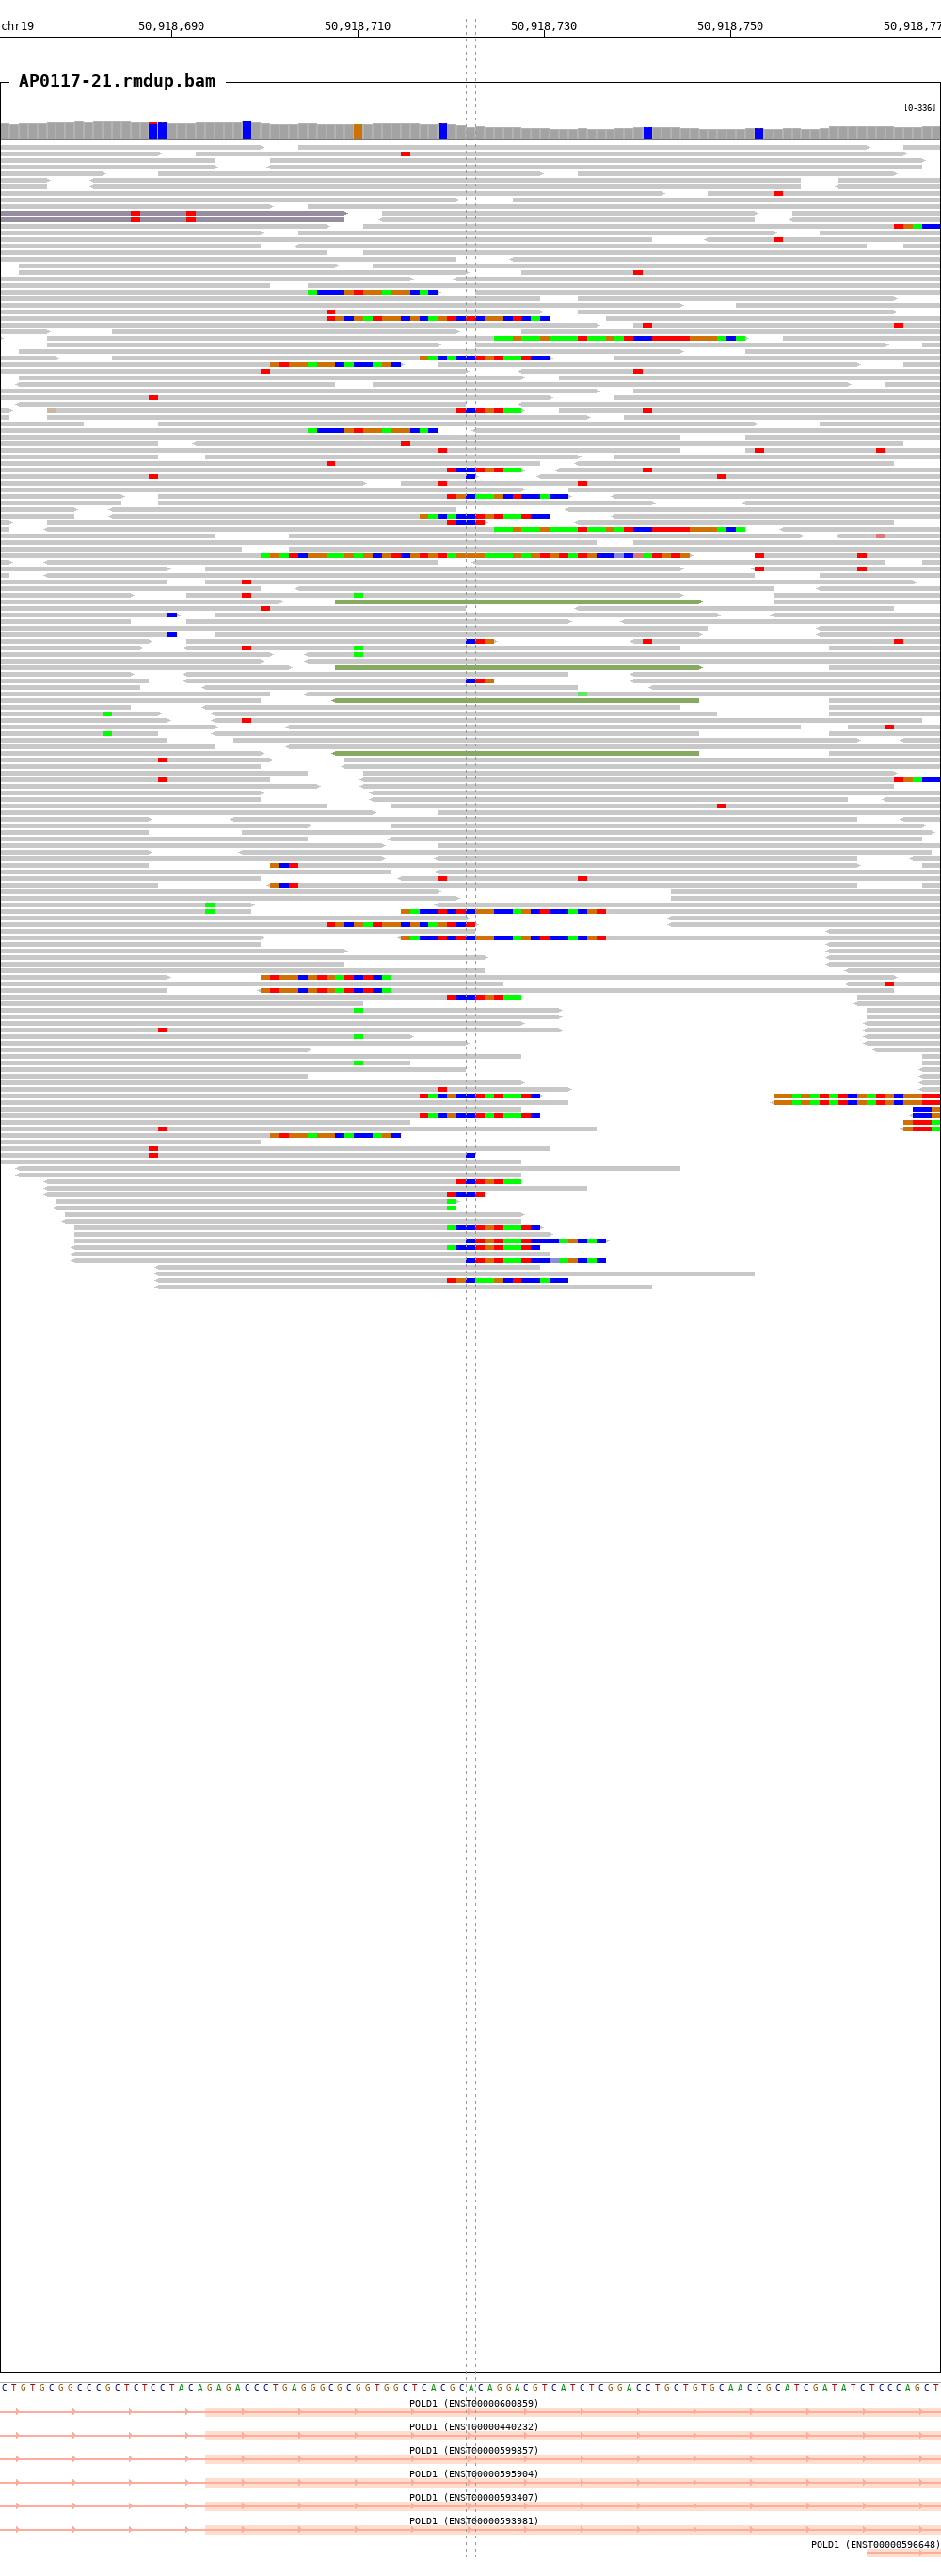 chr19 50,918,690 50,918,710 50,918,730 50,918,750 50,918,77
AP0117-21.rmdup.bam
[0-336]
CTGTGCGGCCCGCTCTCCTACAGAGACCCTGAGGGCGCGGTGGCTCACGCACAGGACGTCATCTCGGACCTGCTGTGCAACCGCATCGATATCTCCCAGCT
POLD1 (ENST00000600859)
POLD1 (ENST00000440232)
POLD1 (ENST00000599857)
POLD1 (ENST00000595904)
POLD1 (ENST00000593407)
POLD1 (ENST00000593981)
POLD1 (ENST00000596648)